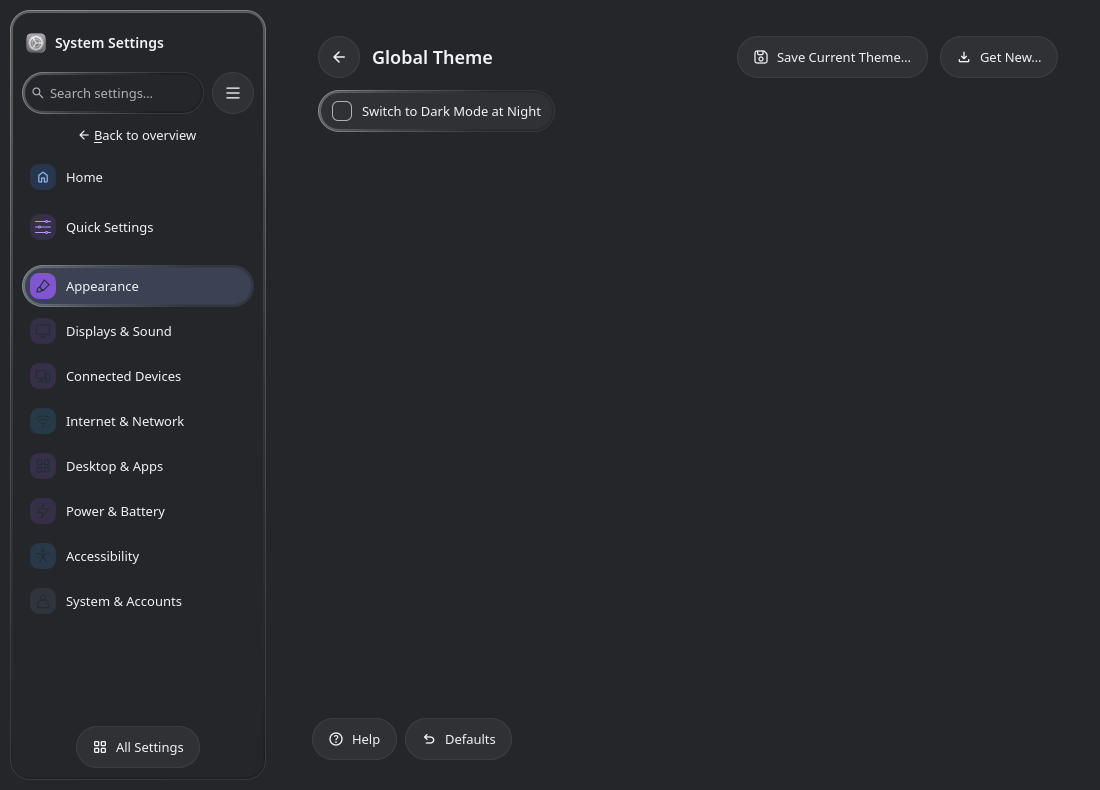 System Settings
Search settings...
Back to overview
Home
Quick Settings
Appearance
Displays & Sound
Connected Devices
Internet & Network
Desktop & Apps
Power & Battery
Accessibility
System & Accounts
All Settings
Global Theme
Save Current Theme...
Get New...
Switch to Dark Mode at Night
Help
Defaults